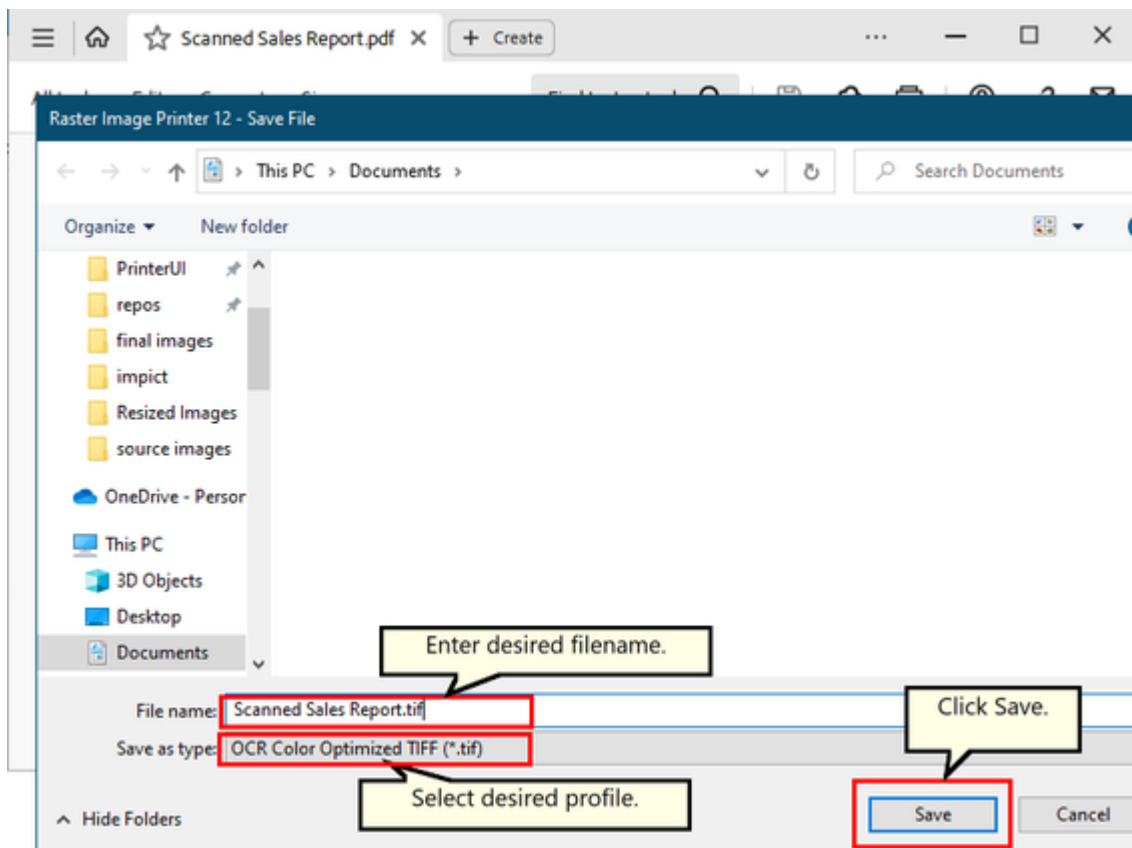 Scanned Sales Report.pdf
+ Create
Raster Image Printer 12 - Save File
This PC > Documents >
Search Documents
Organize
New folder
PrinterUI
repos
final images
impict
Resized Images
source images
OneDrive - Person
This PC
3D Objects
Desktop
Documents
Enter desired filename.
File name: Scanned Sales Report.tif
Click Save.
Save as type: OCR Color Optimized TIFF (*.tif)
Select desired profile.
Hide Folders
Save
Cancel